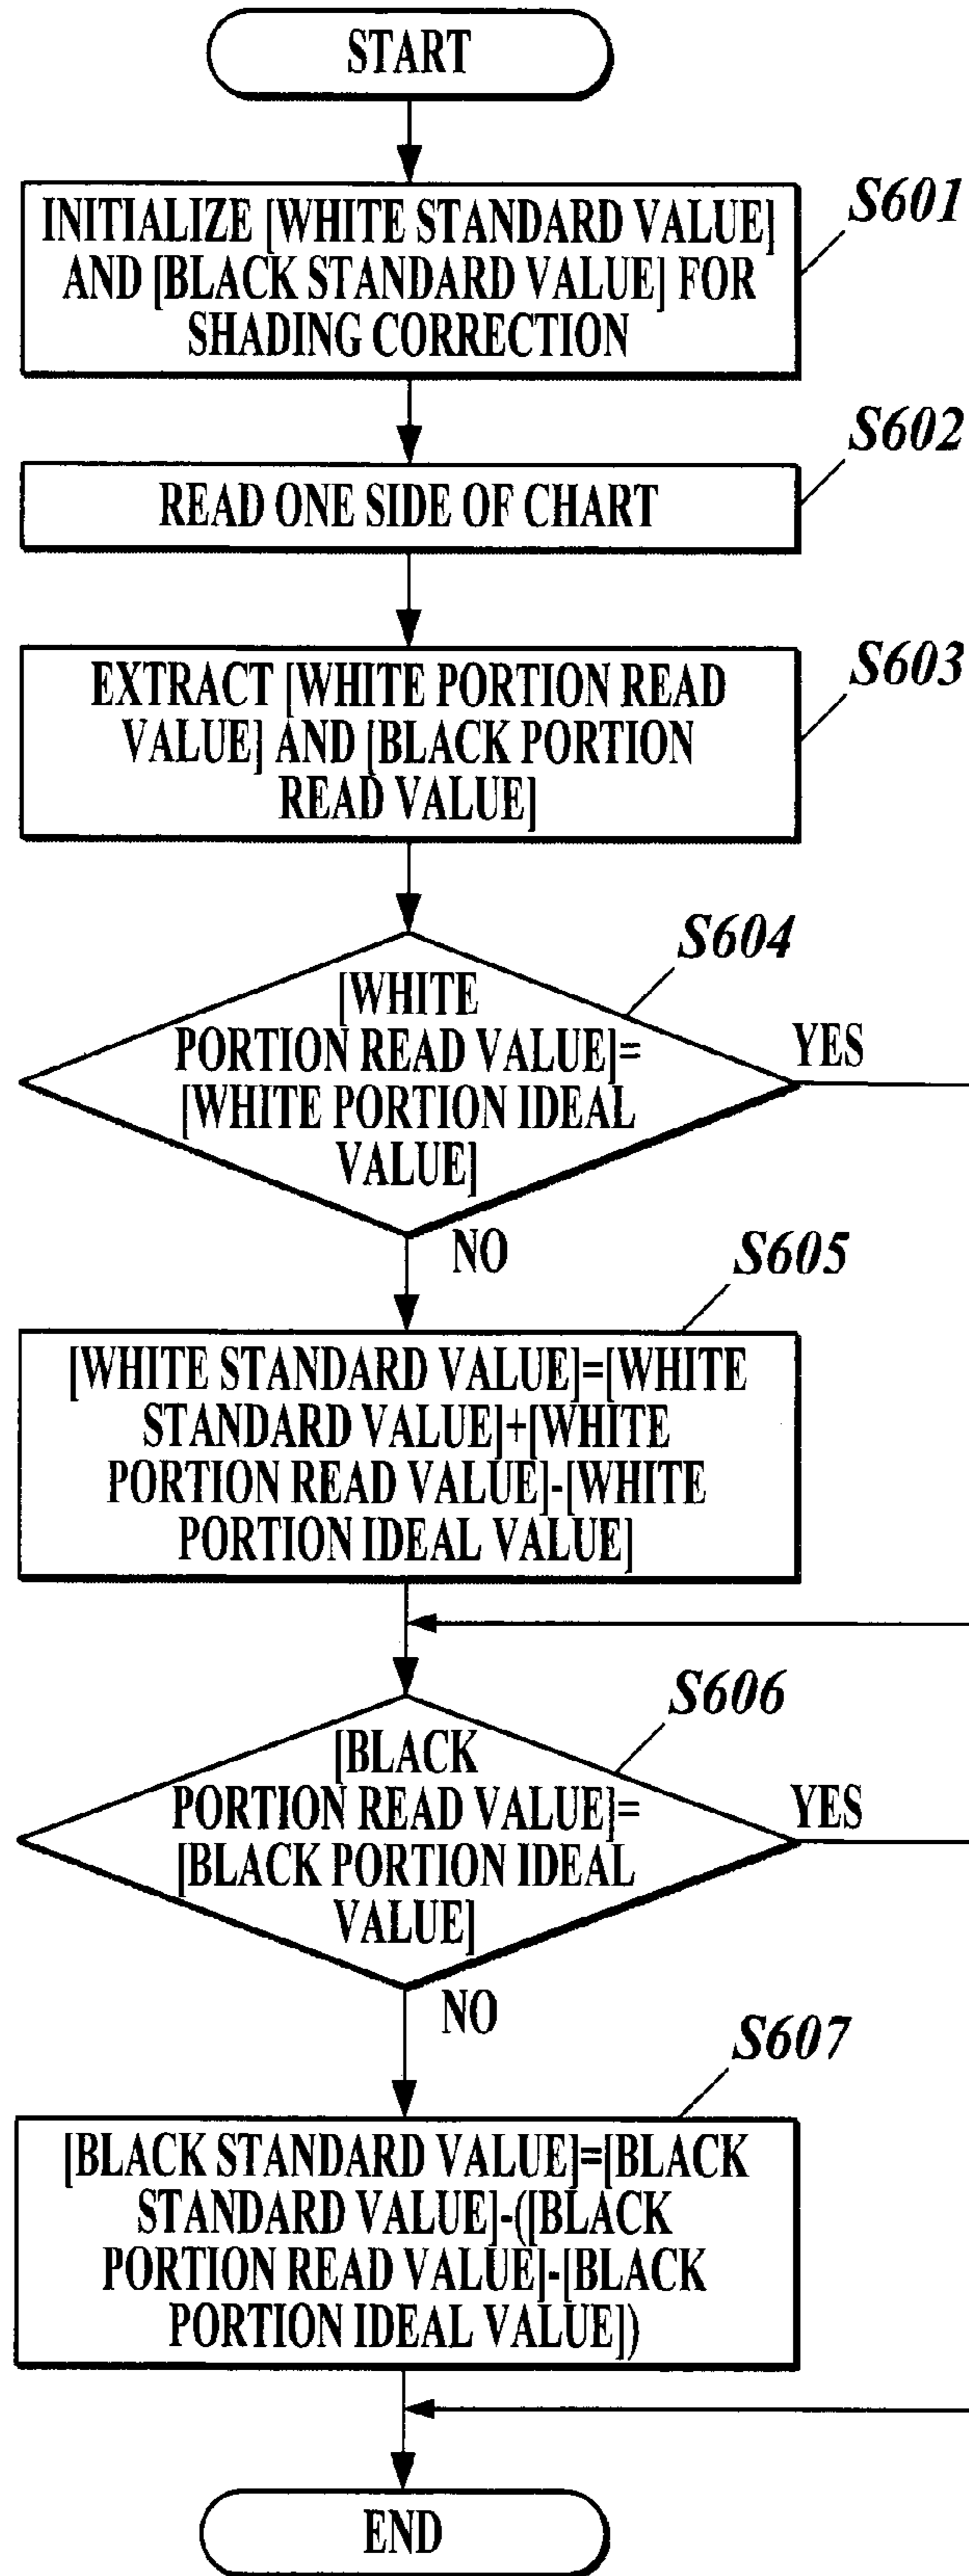 START
S601
INITIALIZE [WHITE STANDARD VALUE]
AND [BLACK STANDARD VALUE] FOR
SHADING CORRECTION
S602
READ ONE SIDE OF CHART
S603
EXTRACT [WHITE PORTION READ
VALUE] AND [BLACK PORTION
READ VALUE]
S604
[WHITE
PORTION READ VALUE]=
[WHITE PORTION IDEAL
VALUE]
YES
NO
S605
[WHITE STANDARD VALUE]=[WHITE
STANDARD VALUE]+[WHITE
PORTION READ VALUE]-[WHITE
PORTION IDEAL VALUE]
S606
[BLACK
PORTION READ VALUE]=
[BLACK PORTION IDEAL
VALUE]
YES
NO
S607
[BLACK STANDARD VALUE]=[BLACK
STANDARD VALUE]-([BLACK
PORTION READ VALUE]-[BLACK
PORTION IDEAL VALUE])
END